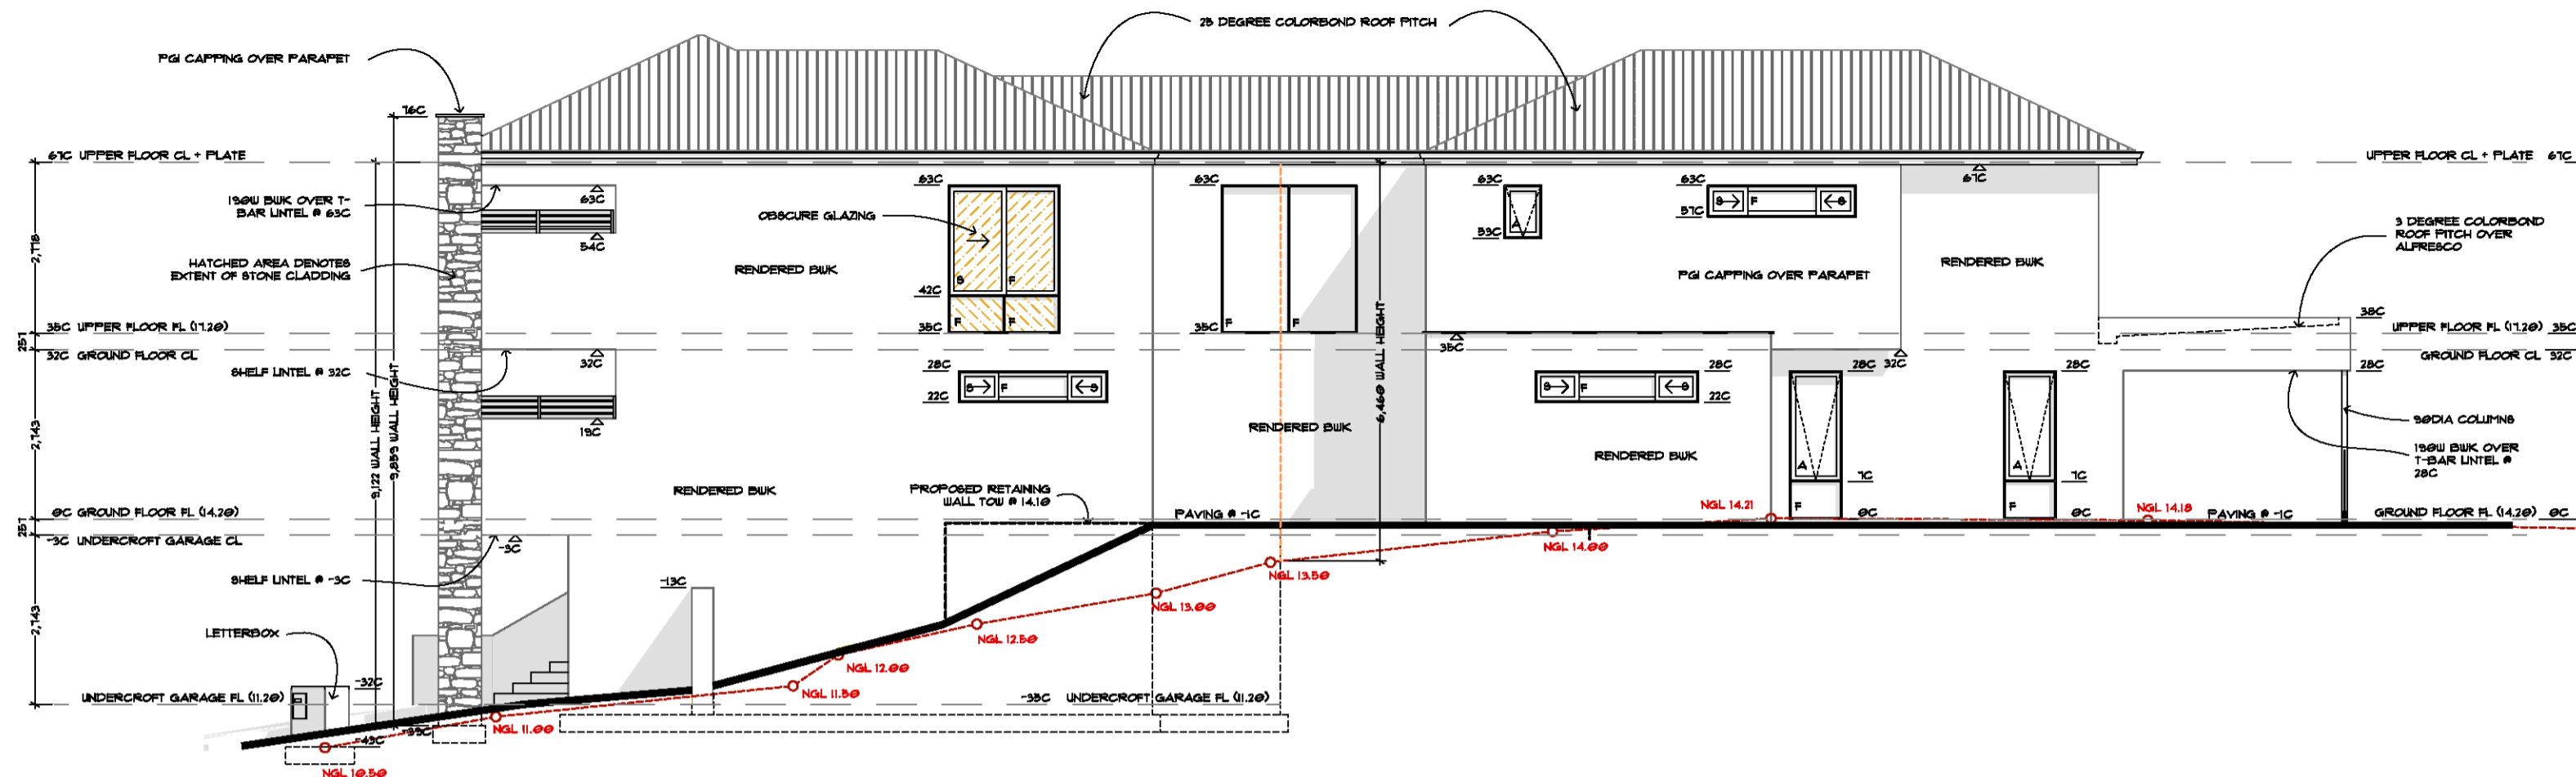 25 DEGREE COLORBOND ROOF PITCH
PGI CAPPING OVER PARAPET
76C
67C UPPER FLOOR CL + PLATE
UPPER FLOOR CL + PLATE 67C
67C
190W BWK OVER T-
BAR LINTEL @ 63C
63C
54C
63C
OBSCURE GLAZING
63C
63C
53C
63C
57C
S
F
S
A
3 DEGREE COLORBOND
ROOF PITCH OVER
ALFRESCO
HATCHED AREA DENOTES
EXTENT OF STONE CLADDING
RENDERED BWK
S
F
42C
F
F
35C
35C
F
F
PGI CAPPING OVER PARAPET
RENDERED BWK
38C
35C UPPER FLOOR FL (17.20)
UPPER FLOOR FL (17.20) 35C
35C
32C GROUND FLOOR CL
GROUND FLOOR CL 32C
32C
32C
SHELF LINTEL @ 32C
28C
22C
S
F
S
28C
22C
S
F
S
28C
28C
28C
19C
90DIA COLUMNS
190W BWK OVER
T-BAR LINTEL @
28C
RENDERED BWK
RENDERED BWK
RENDERED BWK
A
7C
F
A
7C
F
2,143
251
2,143
251
9,122 WALL HEIGHT
6,460 WALL HEIGHT
PROPOSED RETAINING
WALL TOW @ 14.10
PAVING @ -1C
NGL 14.21
0C
0C
NGL 14.18
PAVING @ -1C
0C GROUND FLOOR FL (14.20)
GROUND FLOOR FL (14.20) 0C
-3C UNDERCROFT GARAGE CL
-3C
SHELF LINTEL @ -3C
-13C
NGL 14.00
NGL 13.50
NGL 13.00
NGL 12.50
NGL 12.00
NGL 11.50
LETTERBOX
-32C
UNDERCROFT GARAGE FL (11.20)
-35C UNDERCROFT GARAGE FL (11.20)
NGL 11.00
-43C
NGL 10.50